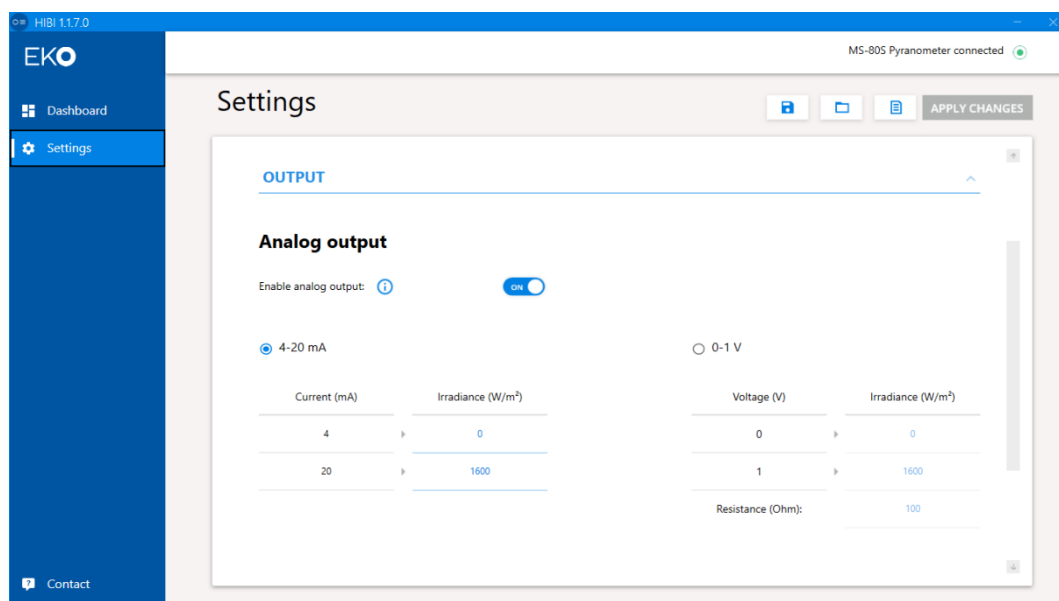 HIBI 1.1.7.0
EKO
MS-80S Pyranometer connected
Dashboard
Settings
Contact
Settings
APPLY CHANGES
OUTPUT
Analog output
Enable analog output:
ON
4-20 mA
0-1 V
Current (mA) Irradiance (W/m²)
Voltage (V) Irradiance (W/m²)
4 0
0 0
20 1600
1 1600
Resistance (Ohm): 100